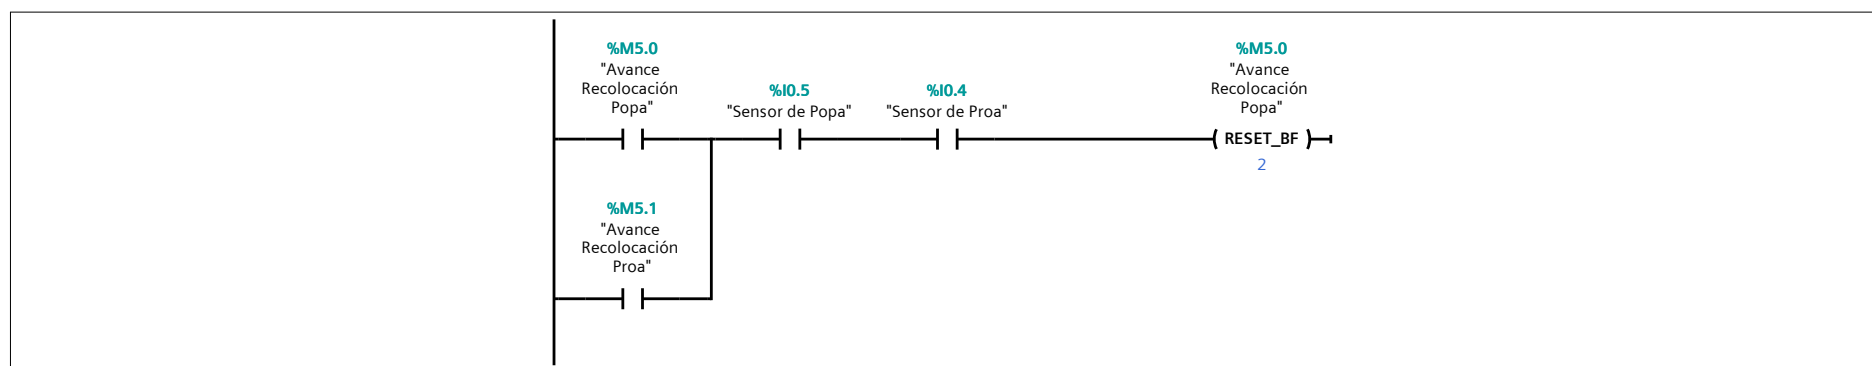 %M5.0
"Avance
Recolocación
Popa"
%I0.5
"Sensor de Popa"
%I0.4
"Sensor de Proa"
%M5.0
"Avance
Recolocación
Popa"
RESET_BF
2
%M5.1
"Avance
Recolocación
Proa"